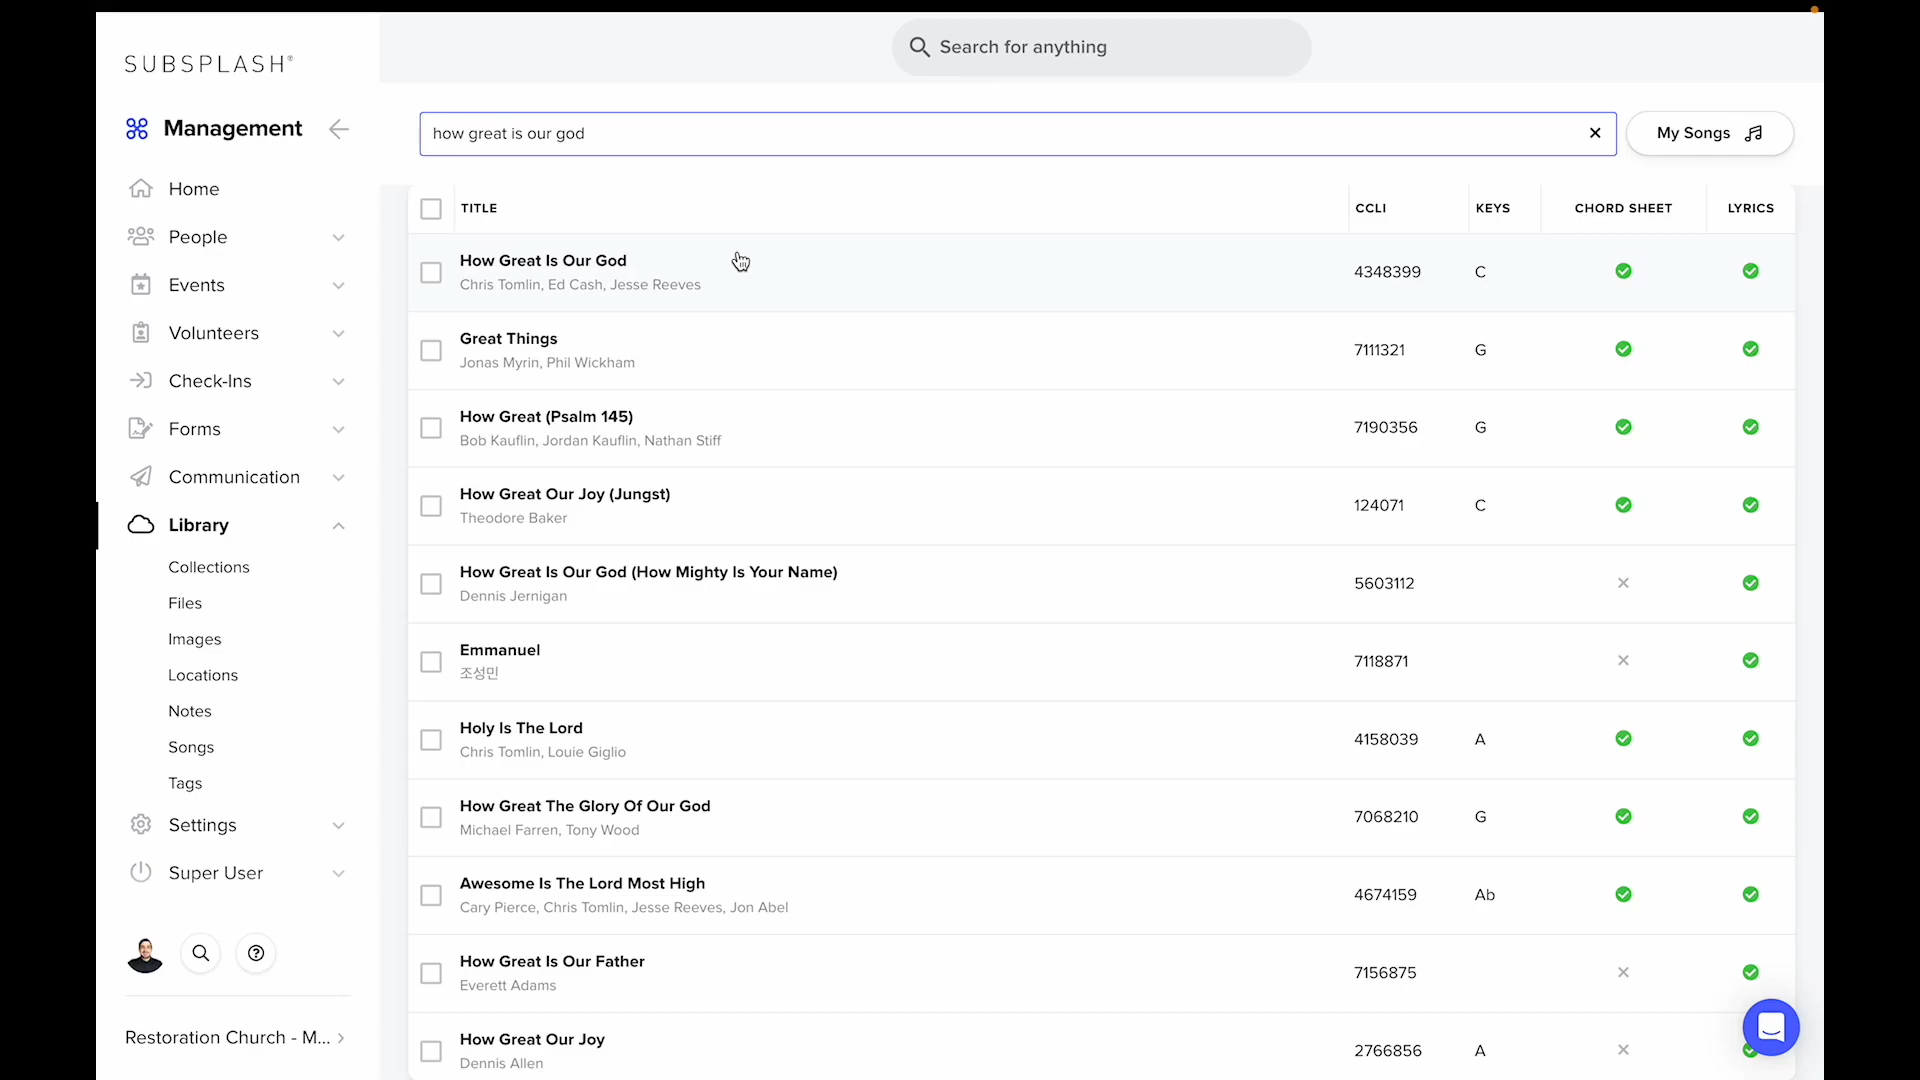 SUBSPLASH®
Search for anything
Management
how great is our god
My Songs
Home
People
Events
Volunteers
Check-Ins
Forms
Communication
Library
Collections
Files
Images
Locations
Notes
Songs
Tags
Settings
Super User
Restoration Church - M...
TITLE CCLI KEYS CHORD SHEET LYRICS
How Great Is Our God
Chris Tomlin, Ed Cash, Jesse Reeves
4348399 C
Great Things
Jonas Myrin, Phil Wickham
7111321 G
How Great (Psalm 145)
Bob Kauflin, Jordan Kauflin, Nathan Stiff
7190356 G
How Great Our Joy (Jungst)
Theodore Baker
124071 C
How Great Is Our God (How Mighty Is Your Name)
Dennis Jernigan
5603112
Emmanuel
조성민
7118871
Holy Is The Lord
Chris Tomlin, Louie Giglio
4158039 A
How Great The Glory Of Our God
Michael Farren, Tony Wood
7068210 G
Awesome Is The Lord Most High
Cary Pierce, Chris Tomlin, Jesse Reeves, Jon Abel
4674159 Ab
How Great Is Our Father
Everett Adams
7156875
How Great Our Joy
Dennis Allen
2766856 A